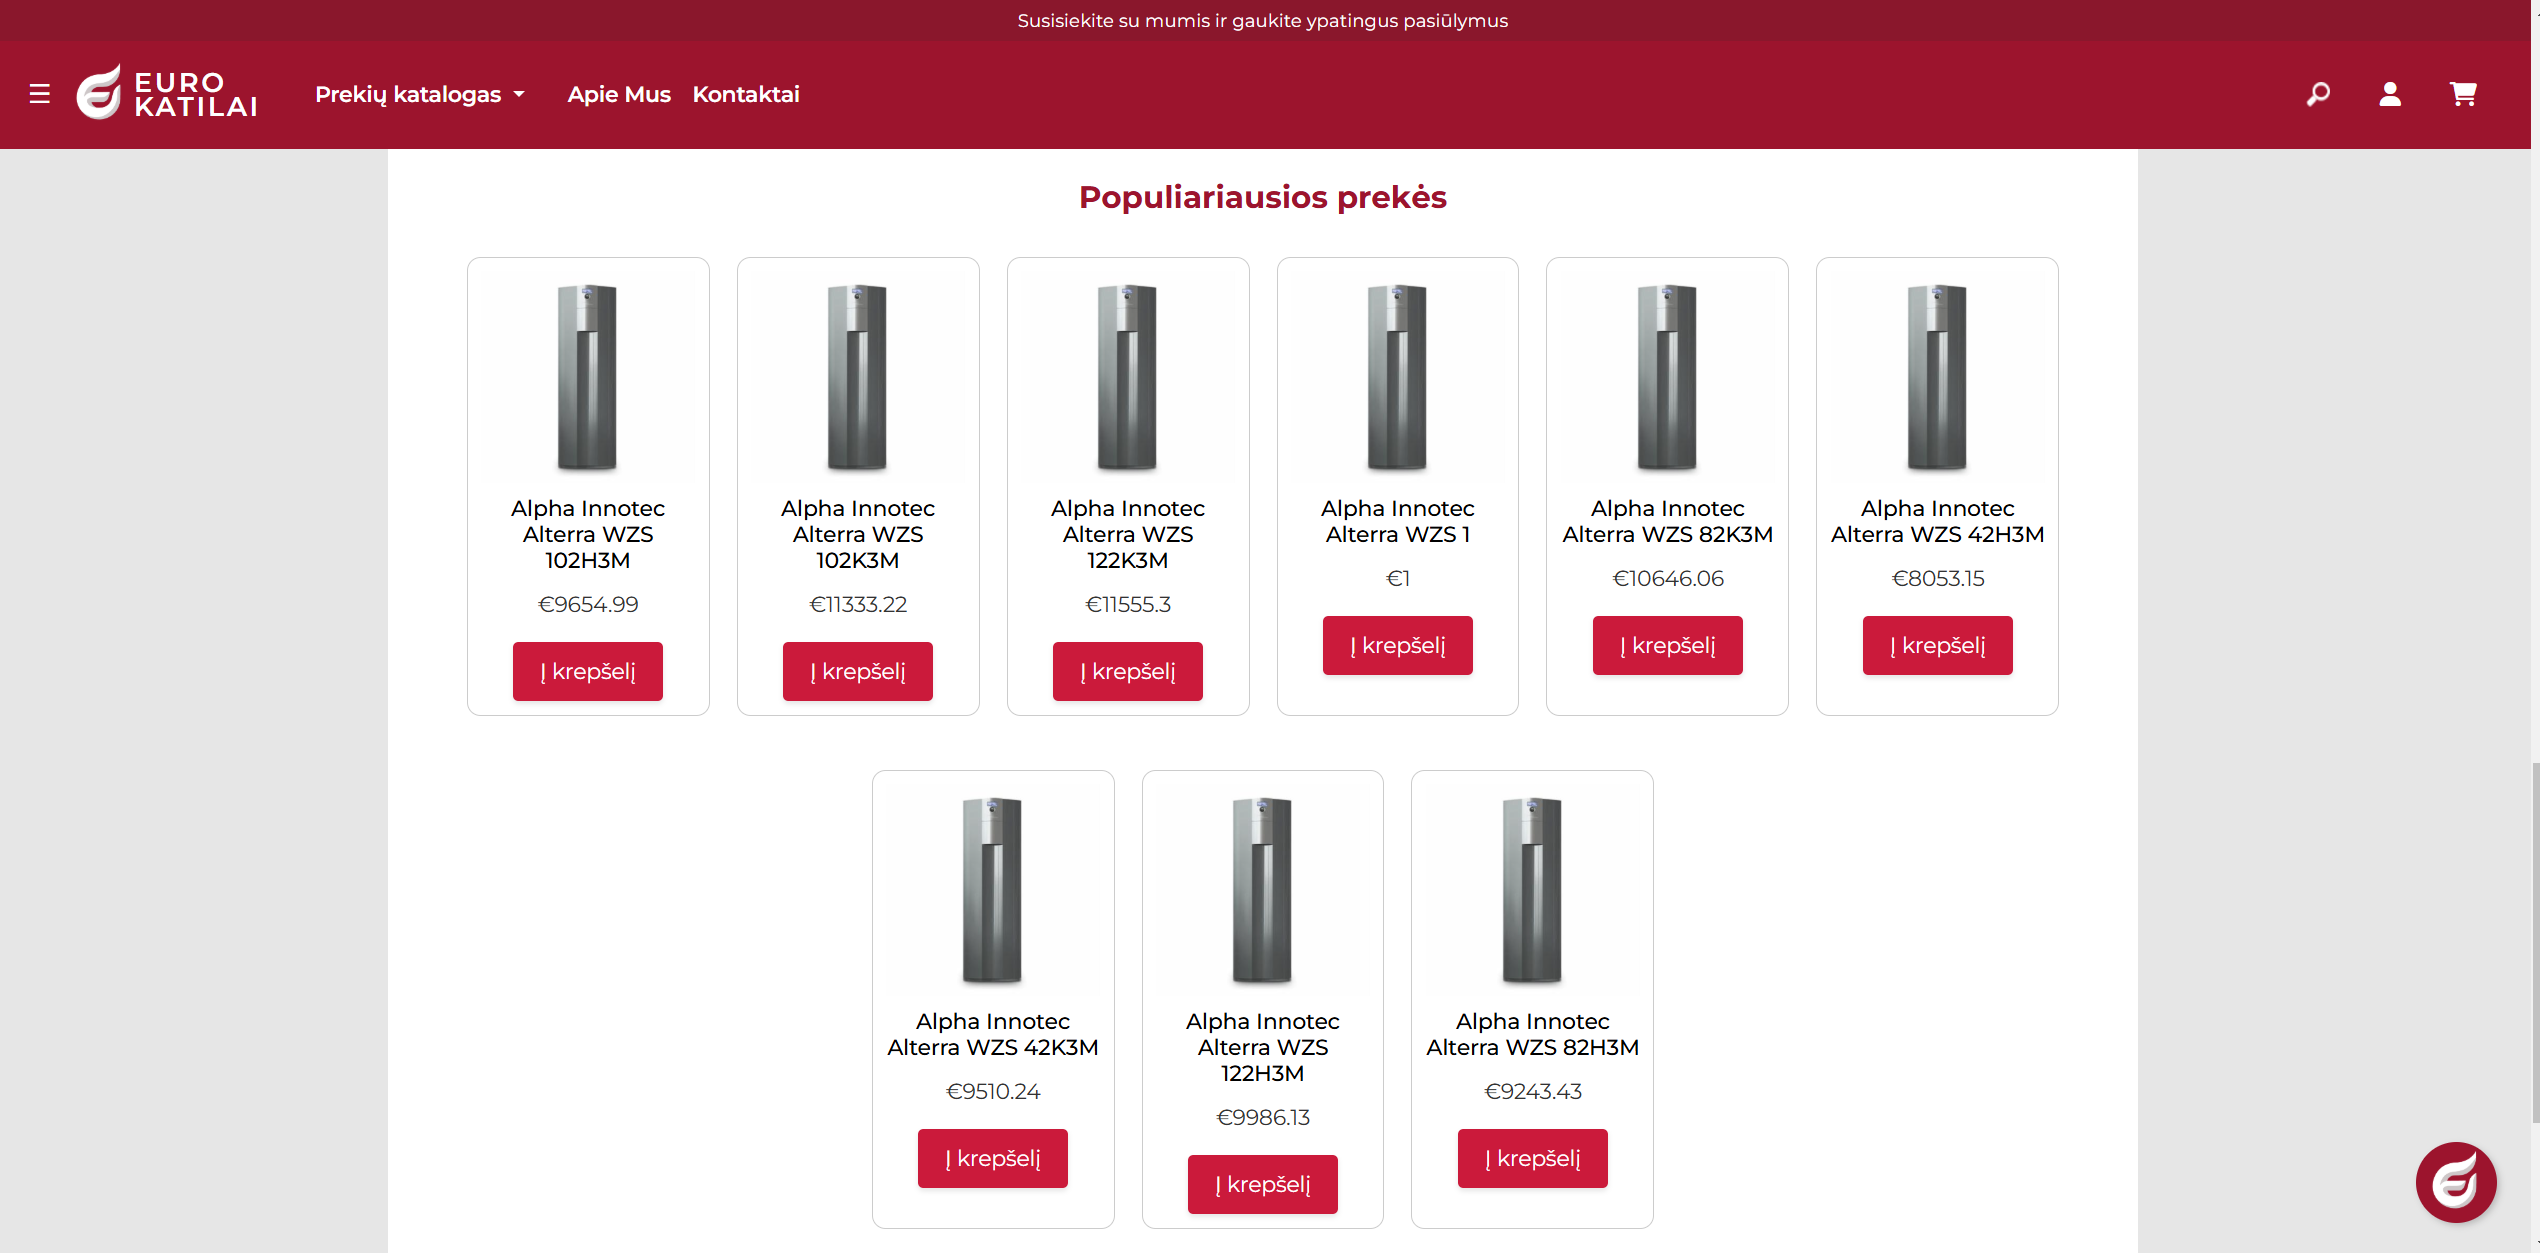 Susisiekite su mumis ir gaukite ypatingus pasiūlymus
EURO
KATILAI
Prekių katalogas
Apie Mus
Kontaktai
Populiariausios prekės
Alpha Innotec
Alterra WZS
102H3M
€9654.99
Į krepšelį
Alpha Innotec
Alterra WZS
102K3M
€11333.22
Į krepšelį
Alpha Innotec
Alterra WZS
122K3M
€11555.3
Į krepšelį
Alpha Innotec
Alterra WZS 1
€1
Į krepšelį
Alpha Innotec
Alterra WZS 82K3M
€10646.06
Į krepšelį
Alpha Innotec
Alterra WZS 42H3M
€8053.15
Į krepšelį
Alpha Innotec
Alterra WZS 42K3M
€9510.24
Į krepšelį
Alpha Innotec
Alterra WZS
122H3M
€9986.13
Į krepšelį
Alpha Innotec
Alterra WZS 82H3M
€9243.43
Į krepšelį